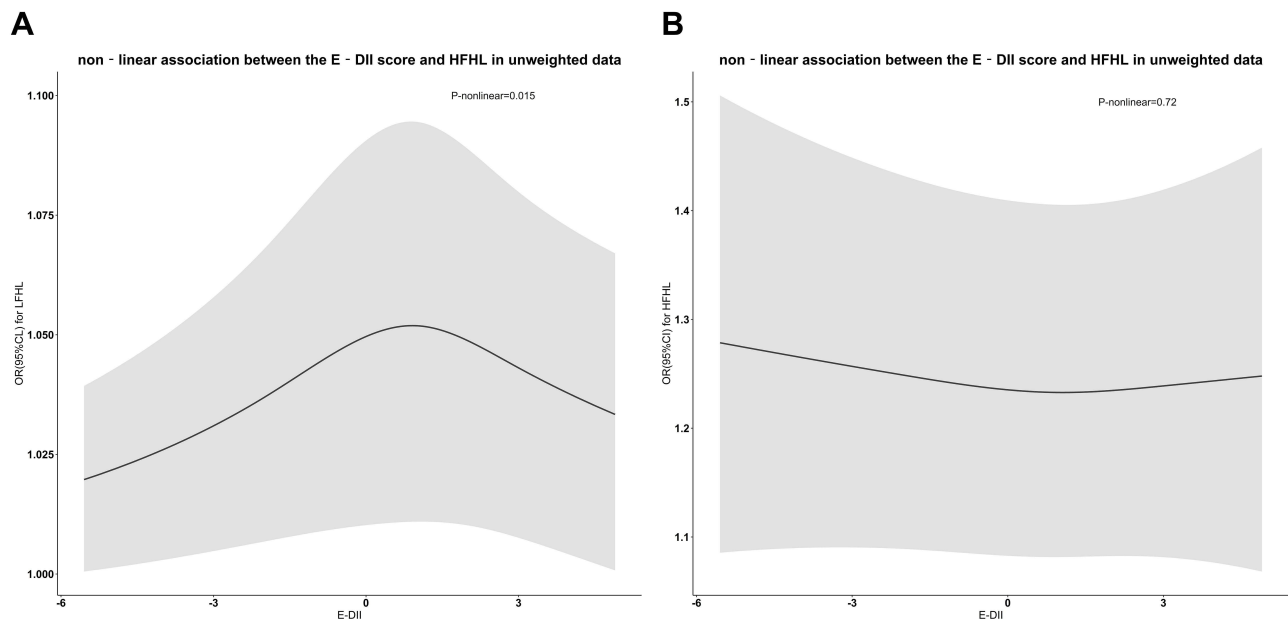 A
non - linear association between the E - DII score and HFHL in unweighted data
P-nonlinear=0.015
OR(95%CL) for LFHL
1.100
1.075
1.050
1.025
1.000
-6
-3
0
3
E-DII
B
non - linear association between the E - DII score and HFHL in unweighted data
P-nonlinear=0.72
OR(95%CI) for HFHL
1.5
1.4
1.3
1.2
1.1
-6
-3
0
3
E-DII